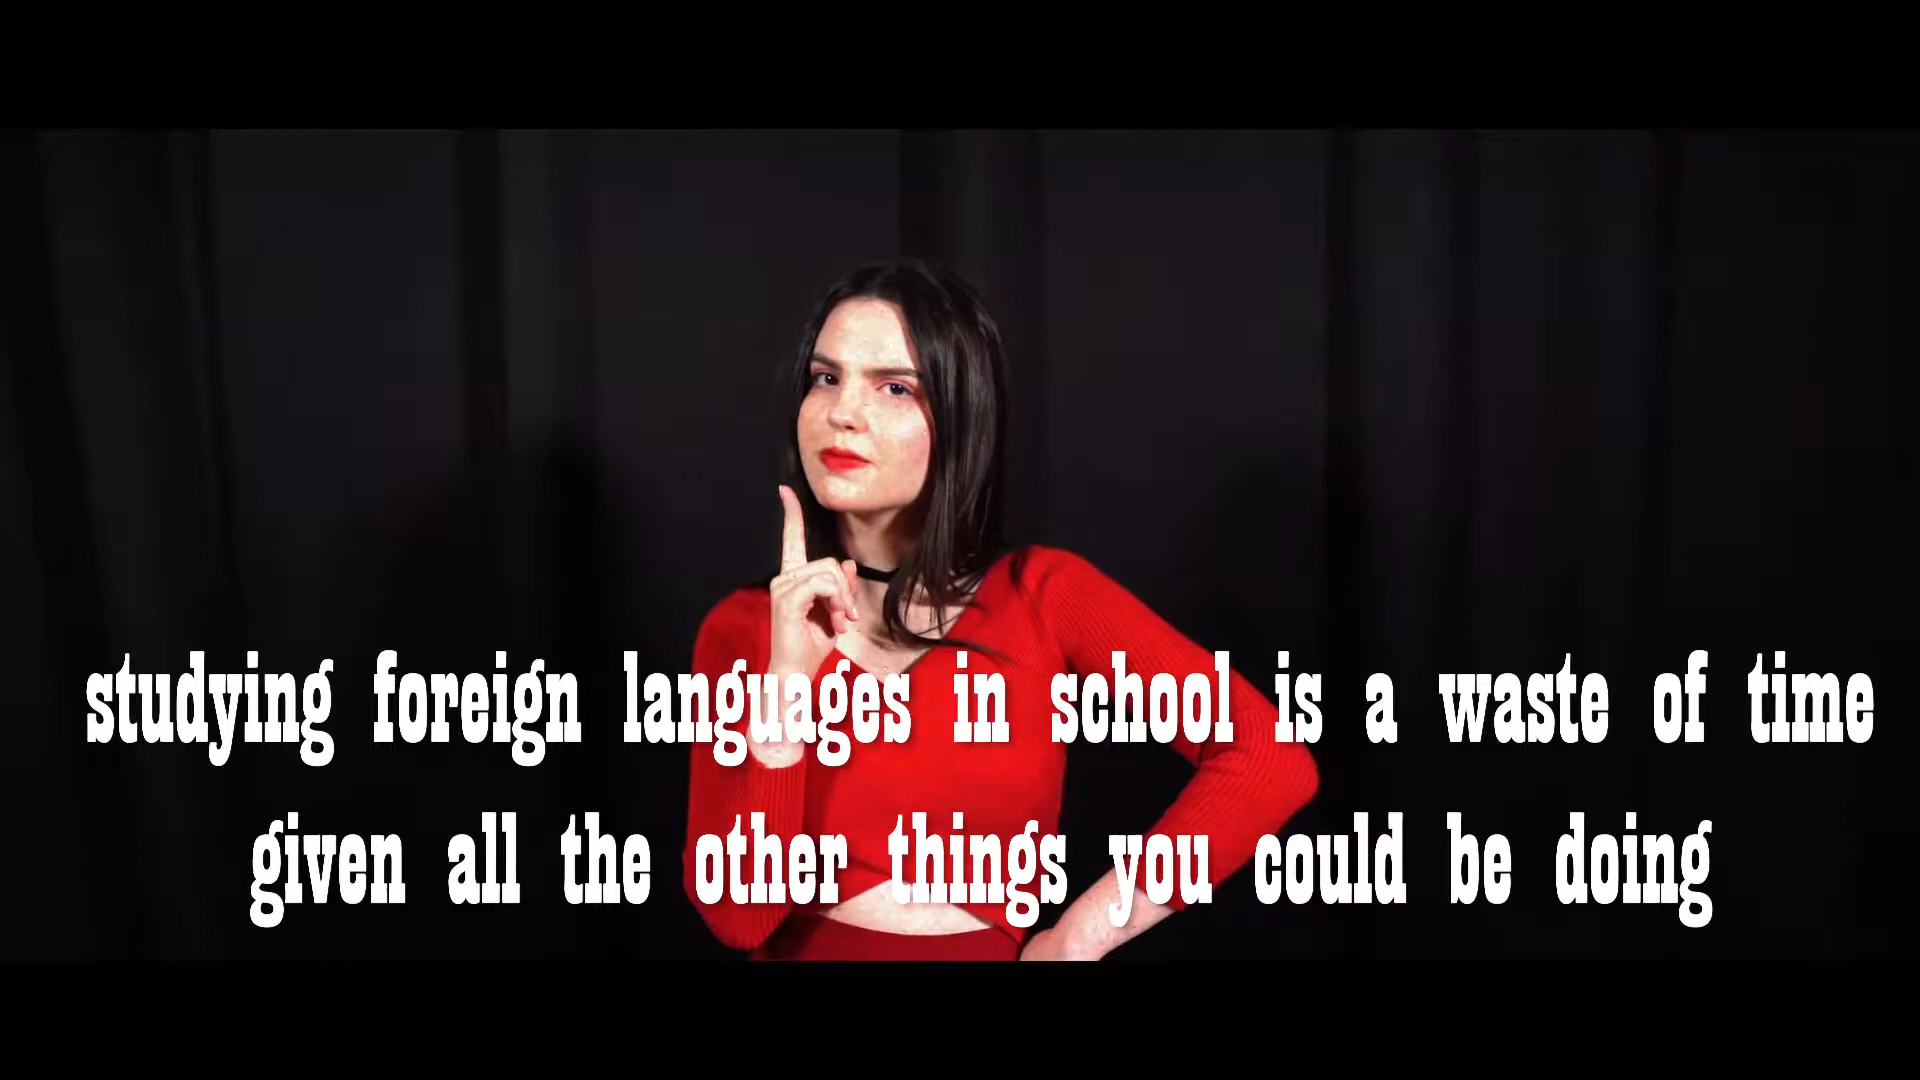 studying foreign languages in school is a waste of time
given all the other things you could be doing